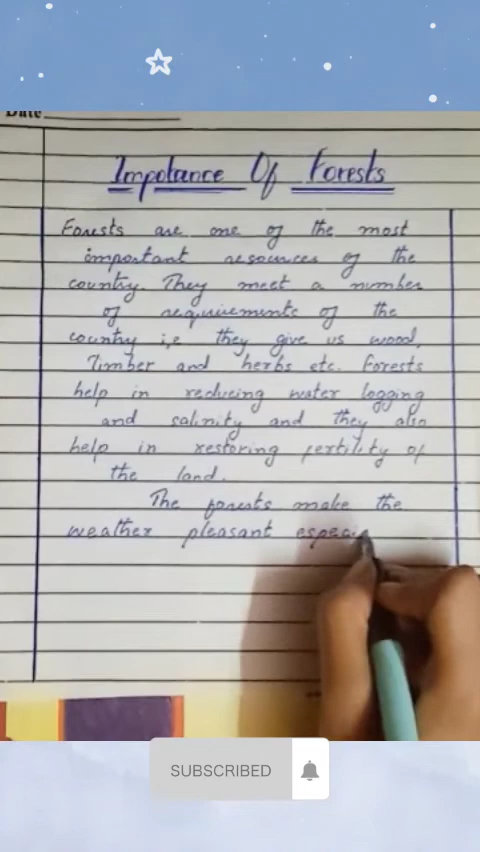 Date
Impotance Of Forests
Forests are one of the most
important resources of the
country. They meet a number
of requirements of the
country i,e they give us wood,
Timber and herbs etc. Forests
help in reducing water logging
and salinity and they also
help in restoring fertility of
the land.
The forests make the
weather pleasant espec
SUBSCRIBED